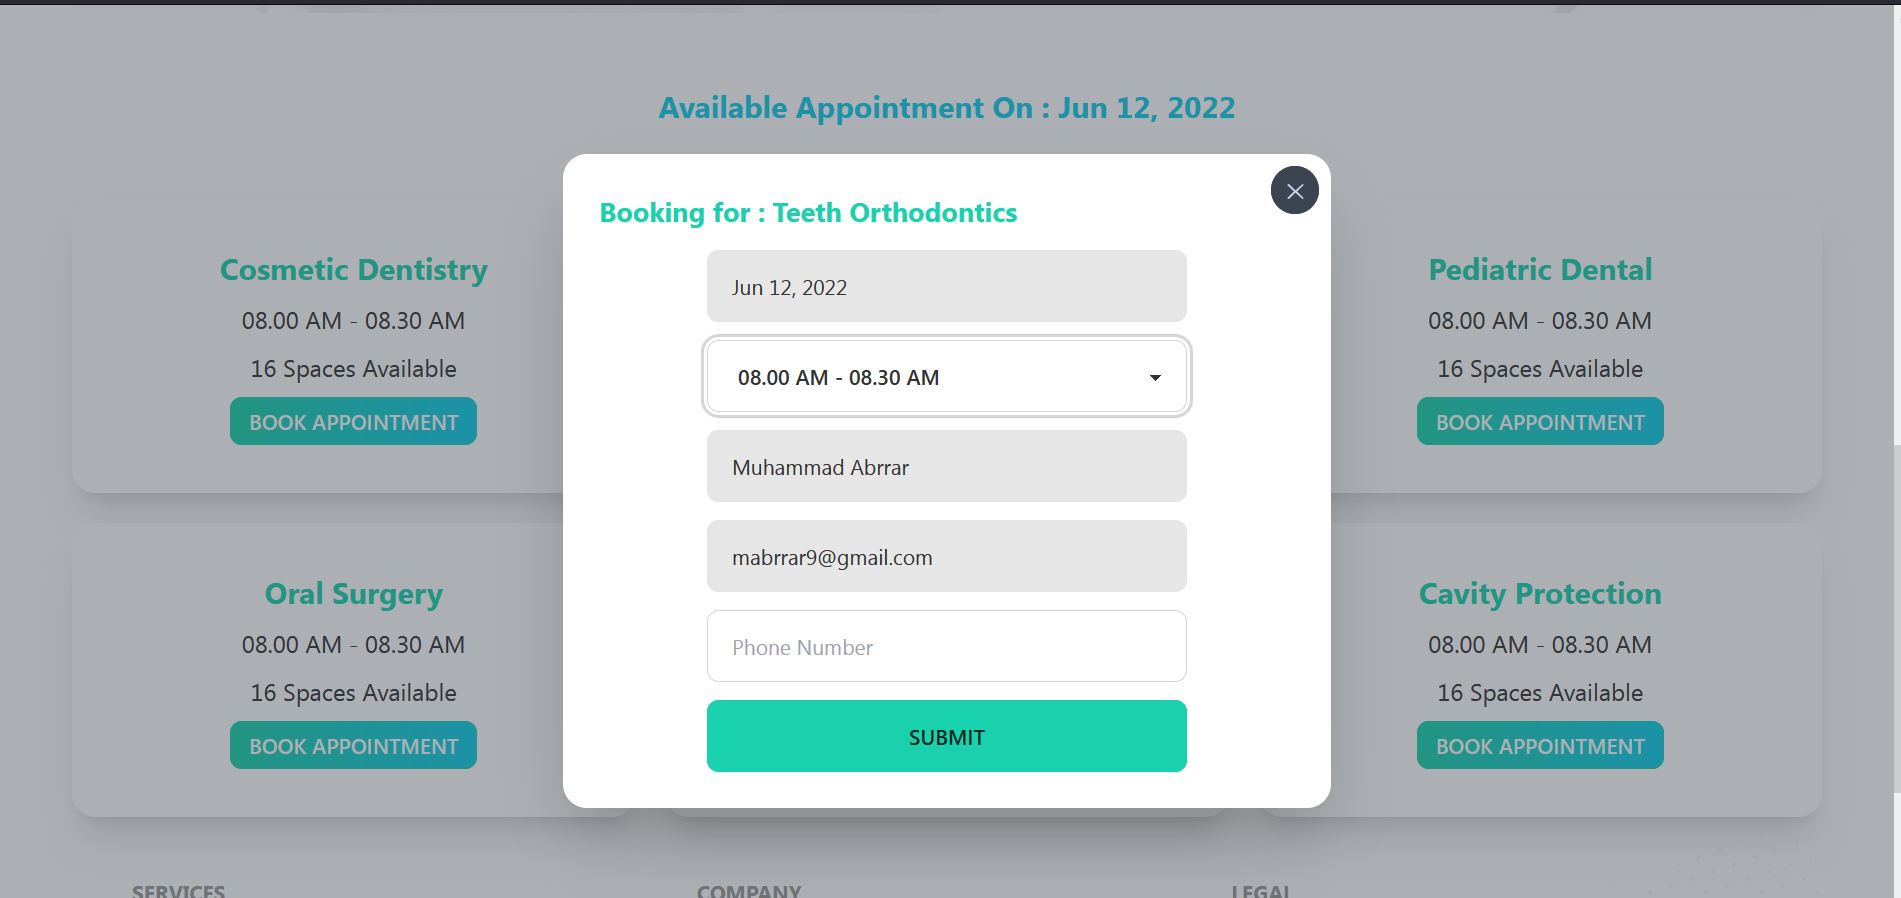 Available Appointment On : Jun 12, 2022
Booking for : Teeth Orthodontics
Jun 12, 2022
08.00 AM - 08.30 AM
Muhammad Abrrar
mabrrar9@gmail.com
Phone Number
SUBMIT
Cosmetic Dentistry
08.00 AM - 08.30 AM
16 Spaces Available
BOOK APPOINTMENT
Pediatric Dental
08.00 AM - 08.30 AM
16 Spaces Available
BOOK APPOINTMENT
Oral Surgery
08.00 AM - 08.30 AM
16 Spaces Available
BOOK APPOINTMENT
Cavity Protection
08.00 AM - 08.30 AM
16 Spaces Available
BOOK APPOINTMENT
SERVICES
COMPANY
LEGAL